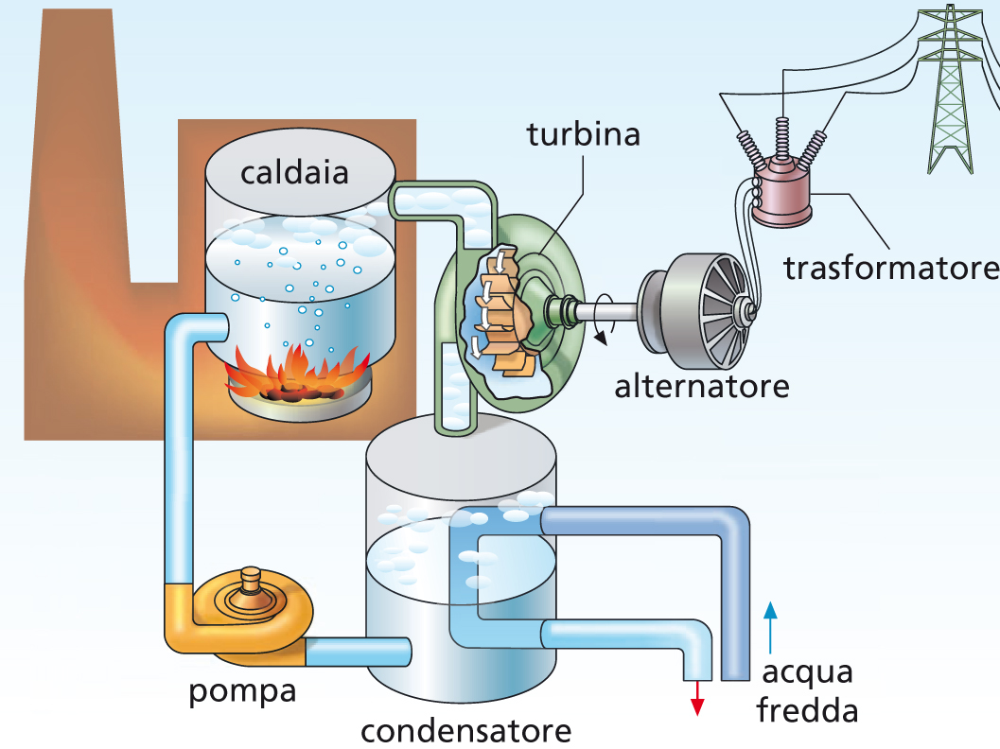 turbina
caldaia
trasformatore
alternatore
acqua
fredda
pompa
condensatore